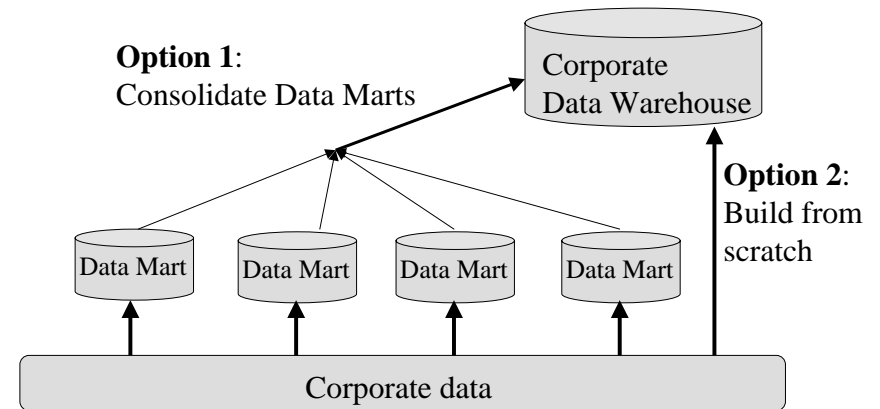 Option 1:
Consolidate Data Marts
Corporate
Data Warehouse
Option 2:
Build from
scratch
Data Mart
Data Mart
Data Mart
Data Mart
Corporate data